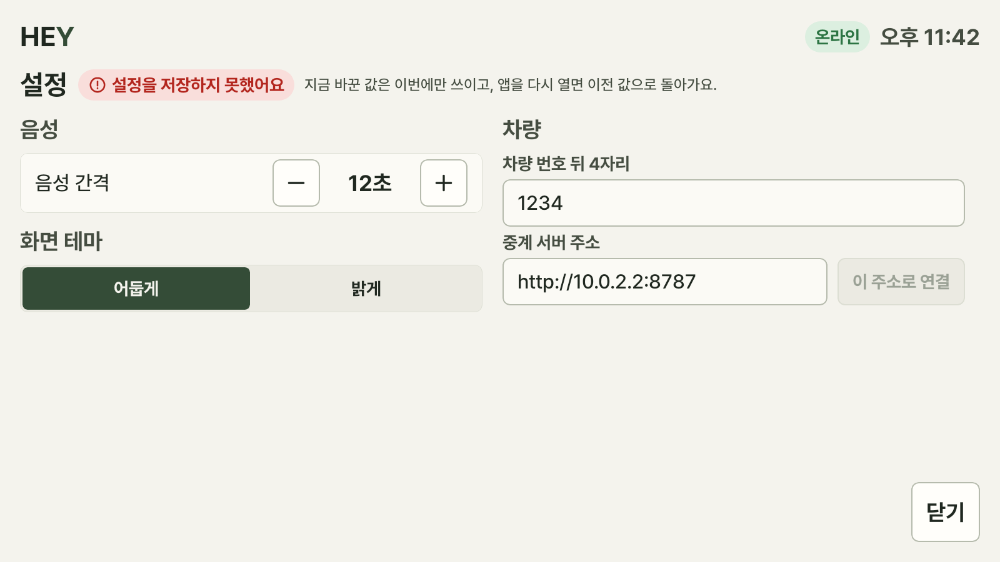 HEY
온라인 오후 11:42
설정 설정을 저장하지 못했어요 지금 바꾼 값은 이번에만 쓰이고, 앱을 다시 열면 이전 값으로 돌아가요.
음성
음성 간격 − 12초 +
화면 테마
어둡게 밝게
차량
차량 번호 뒤 4자리
1234
중계 서버 주소
http://10.0.2.2:8787 이 주소로 연결
닫기